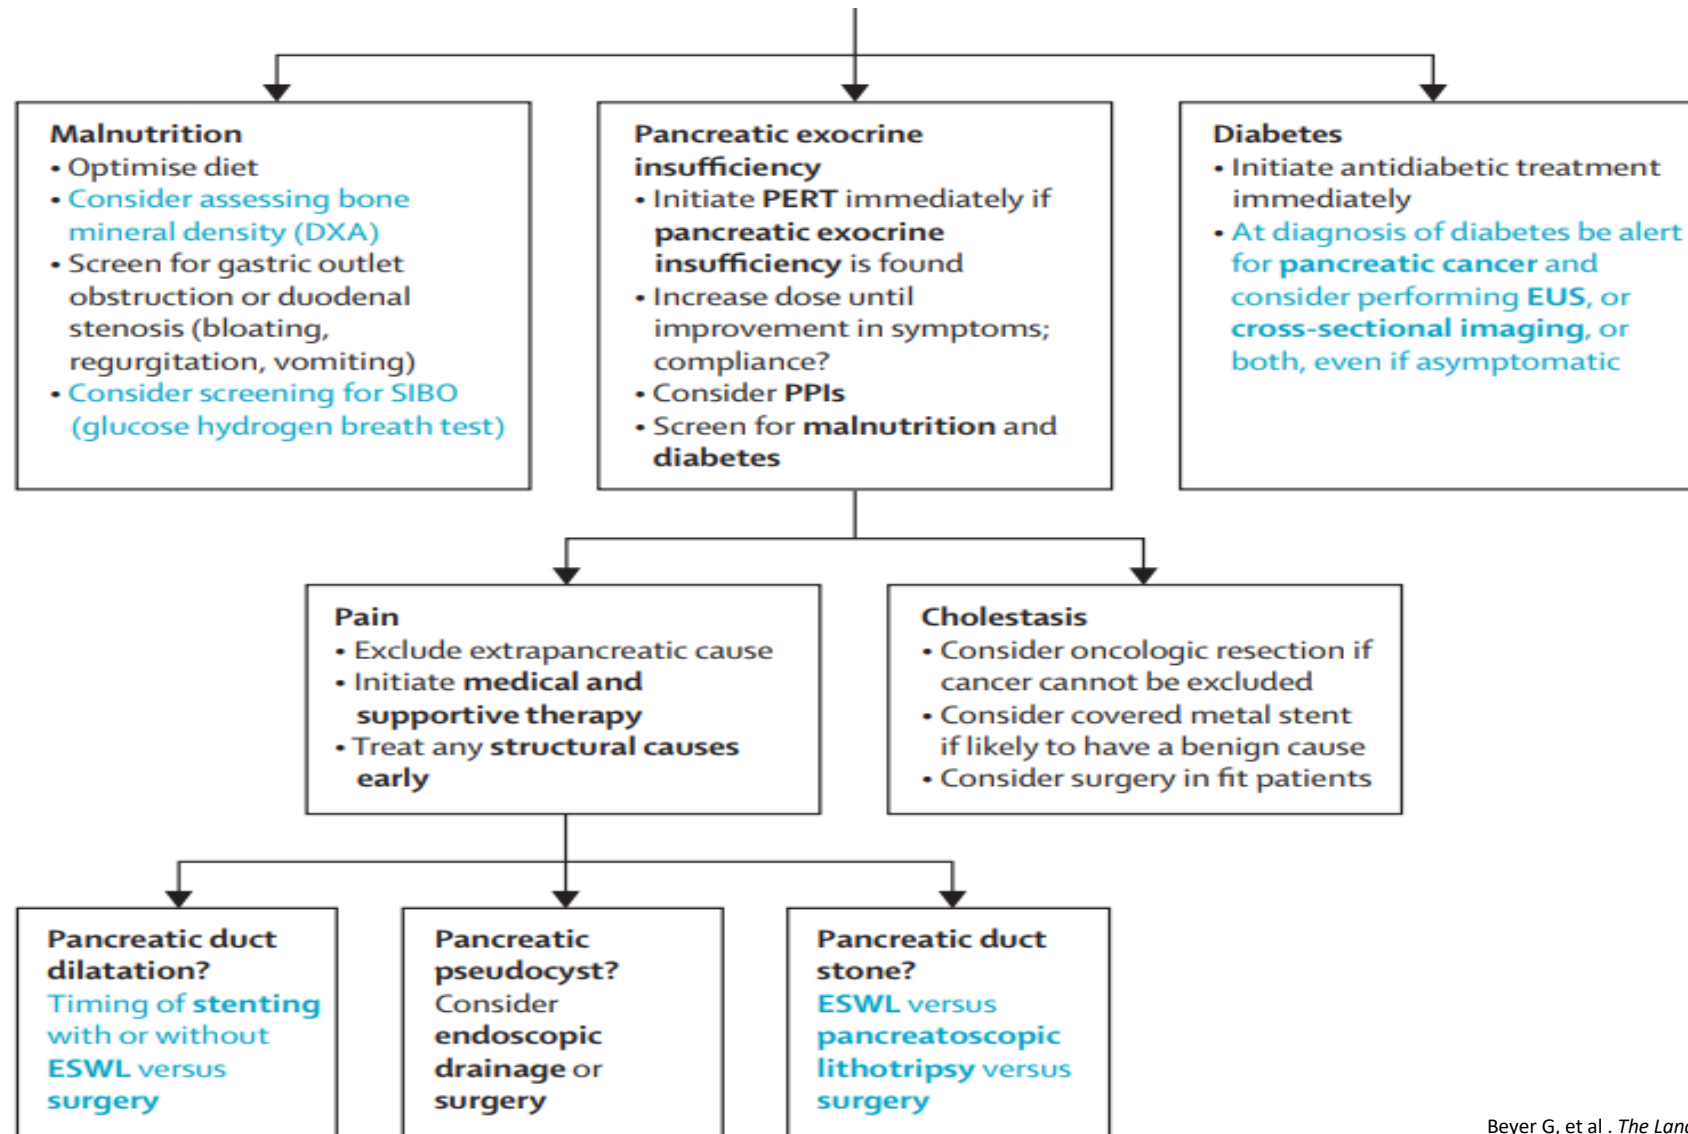 Malnutrition
• Optimise diet
• Consider assessing bone
mineral density (DXA)
• Screen for gastric outlet
obstruction or duodenal
stenosis (bloating,
regurgitation, vomiting)
• Consider screening for SIBO
(glucose hydrogen breath test)
Pancreatic exocrine
insufficiency
• Initiate PERT immediately if
pancreatic exocrine
insufficiency is found
• Increase dose until
improvement in symptoms;
compliance?
• Consider PPIs
• Screen for malnutrition and
diabetes
Diabetes
• Initiate antidiabetic treatment
immediately
• At diagnosis of diabetes be alert
for pancreatic cancer and
consider performing EUS, or
cross-sectional imaging, or
both, even if asymptomatic
Pain
• Exclude extrapancreatic cause
• Initiate medical and
supportive therapy
• Treat any structural causes
early
Cholestasis
• Consider oncologic resection if
cancer cannot be excluded
• Consider covered metal stent
if likely to have a benign cause
• Consider surgery in fit patients
Pancreatic duct
dilatation?
Timing of stenting
with or without
ESWL versus
surgery
Pancreatic
pseudocyst?
Consider
endoscopic
drainage or
surgery
Pancreatic duct
stone?
ESWL versus
pancreatoscopic
lithotripsy versus
surgery
Beyer G, et al . The